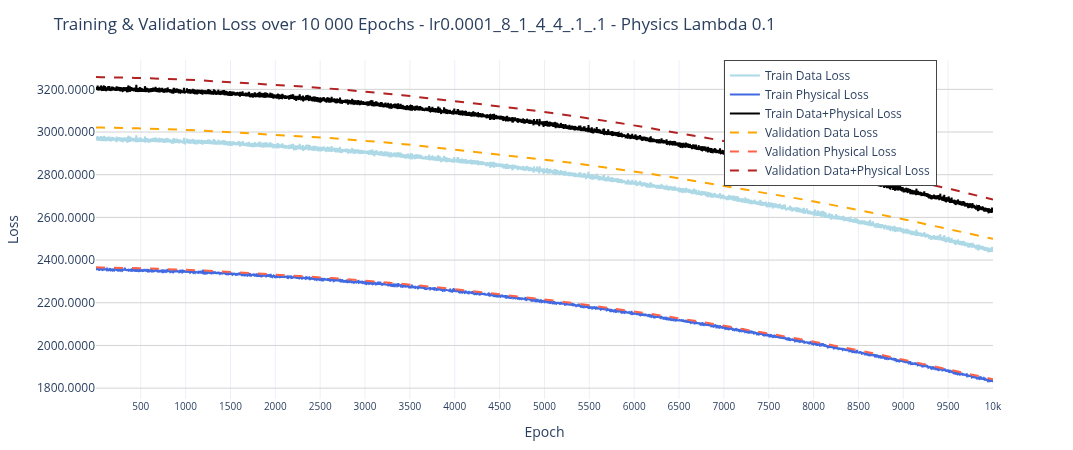 Training & Validation Loss over 10 000 Epochs - lr0.0001_8_1_4_4_.1_.1 - Physics Lambda 0.1
Train Data Loss
Train Physical Loss
Train Data+Physical Loss
Validation Data Loss
Validation Physical Loss
Validation Data+Physical Loss
3200.0000
3000.0000
2800.0000
2600.0000
2400.0000
2200.0000
2000.0000
1800.0000
Loss
500 1000 1500 2000 2500 3000 3500 4000 4500 5000 5500 6000 6500 7000 7500 8000 8500 9000 9500 10k
Epoch